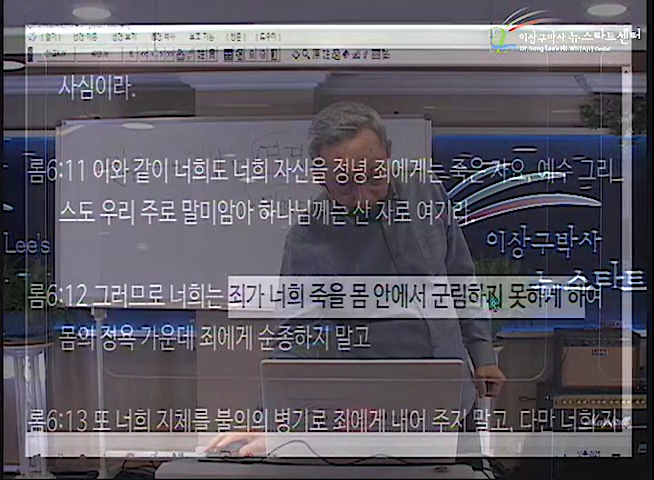 이상구박사 뉴스타트센터
사심이라.
롬6:11 이와 같이 너희도 너희 자신을 정녕 죄에게는 죽은 자요, 예수 그리
스도 우리 주로 말미암아 하나님께는 산 자로 여기라.
Lee's
이상구박사
뉴스타트
롬6:12 그러므로 너희는 죄가 너희 죽을 몸 안에서 군림하지 못하게 하여
몸의 정욕 가운데 죄에게 순종하지 말고
롬6:13 또 너희 지체를 불의의 병기로 죄에게 내어 주지 말고, 다만 너희